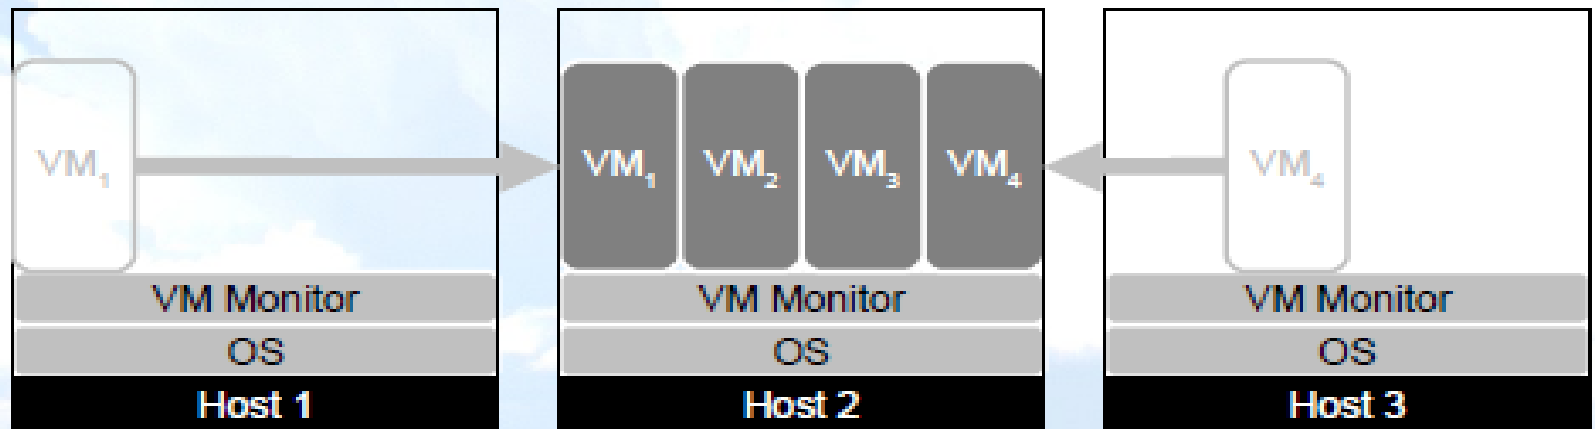 VM₁
VM₁ VM₂ VM₃ VM₄
VM₄
VM Monitor
VM Monitor
VM Monitor
OS
OS
OS
Host 1
Host 2
Host 3